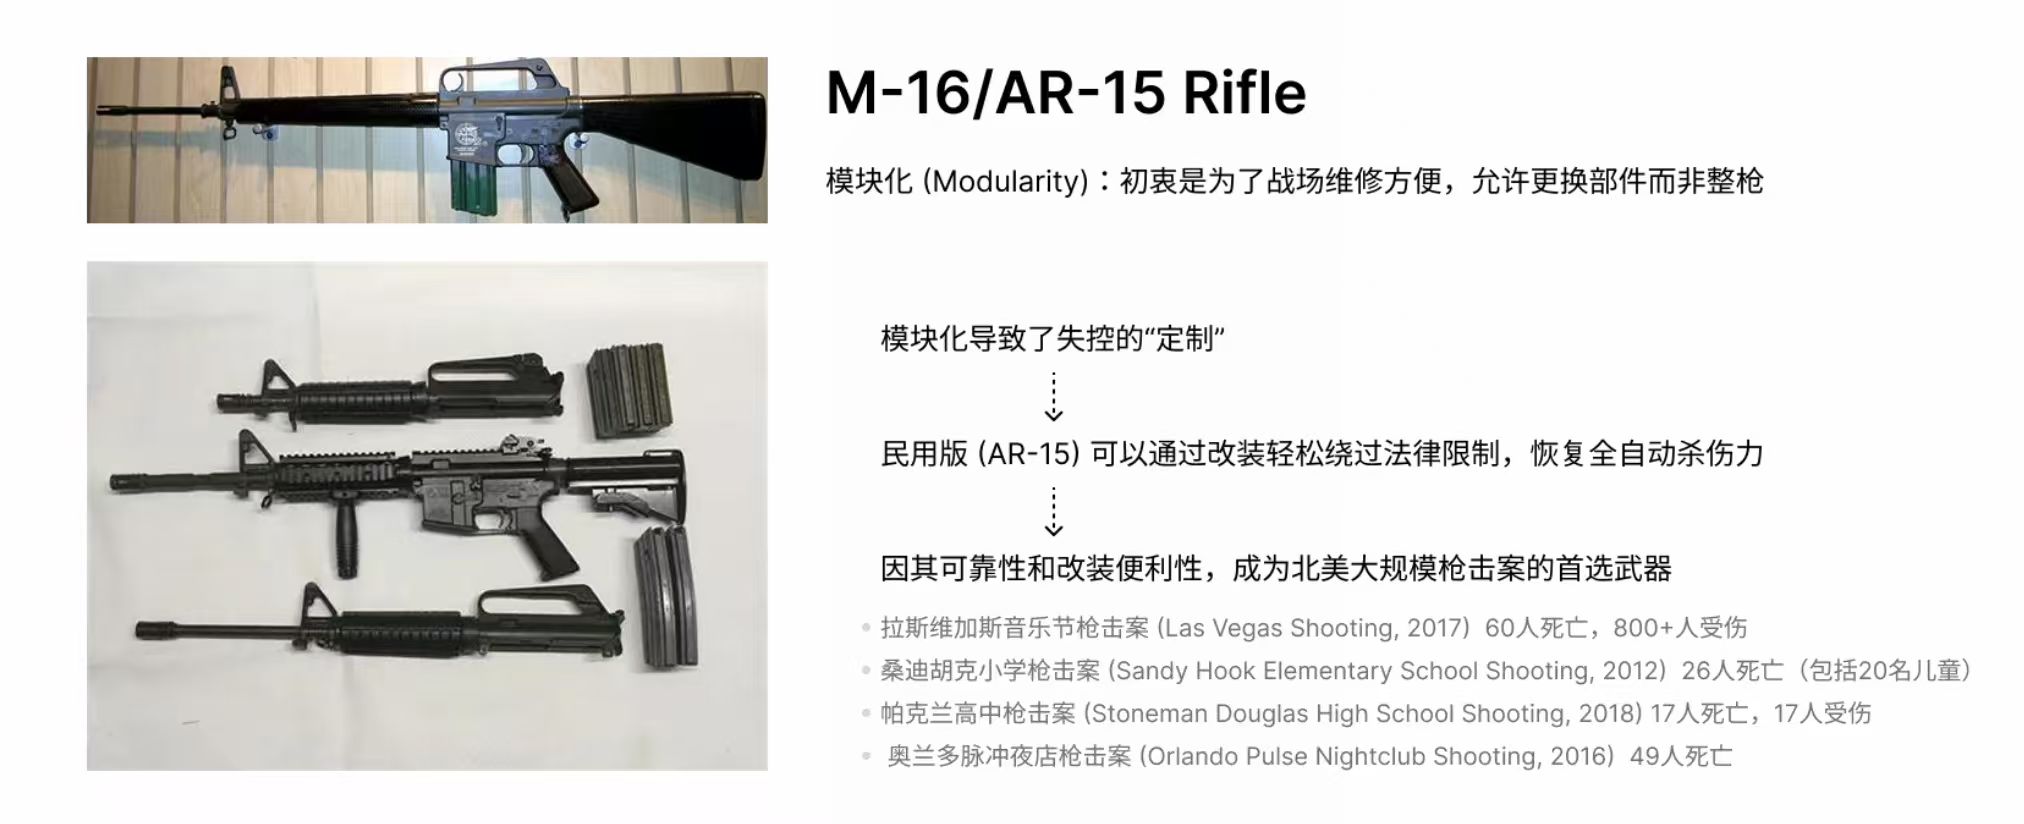 M-16/AR-15 Rifle
模块化 (Modularity)：初衷是为了战场维修方便，允许更换部件而非整枪
模块化导致了失控的“定制”
民用版 (AR-15) 可以通过改装轻松绕过法律限制，恢复全自动杀伤力
因其可靠性和改装便利性，成为北美大规模枪击案的首选武器
• 拉斯维加斯音乐节枪击案 (Las Vegas Shooting, 2017)  60人死亡，800+人受伤
• 桑迪胡克小学枪击案 (Sandy Hook Elementary School Shooting, 2012)  26人死亡（包括20名儿童）
• 帕克兰高中枪击案 (Stoneman Douglas High School Shooting, 2018) 17人死亡，17人受伤
• 奥兰多脉冲夜店枪击案 (Orlando Pulse Nightclub Shooting, 2016)  49人死亡